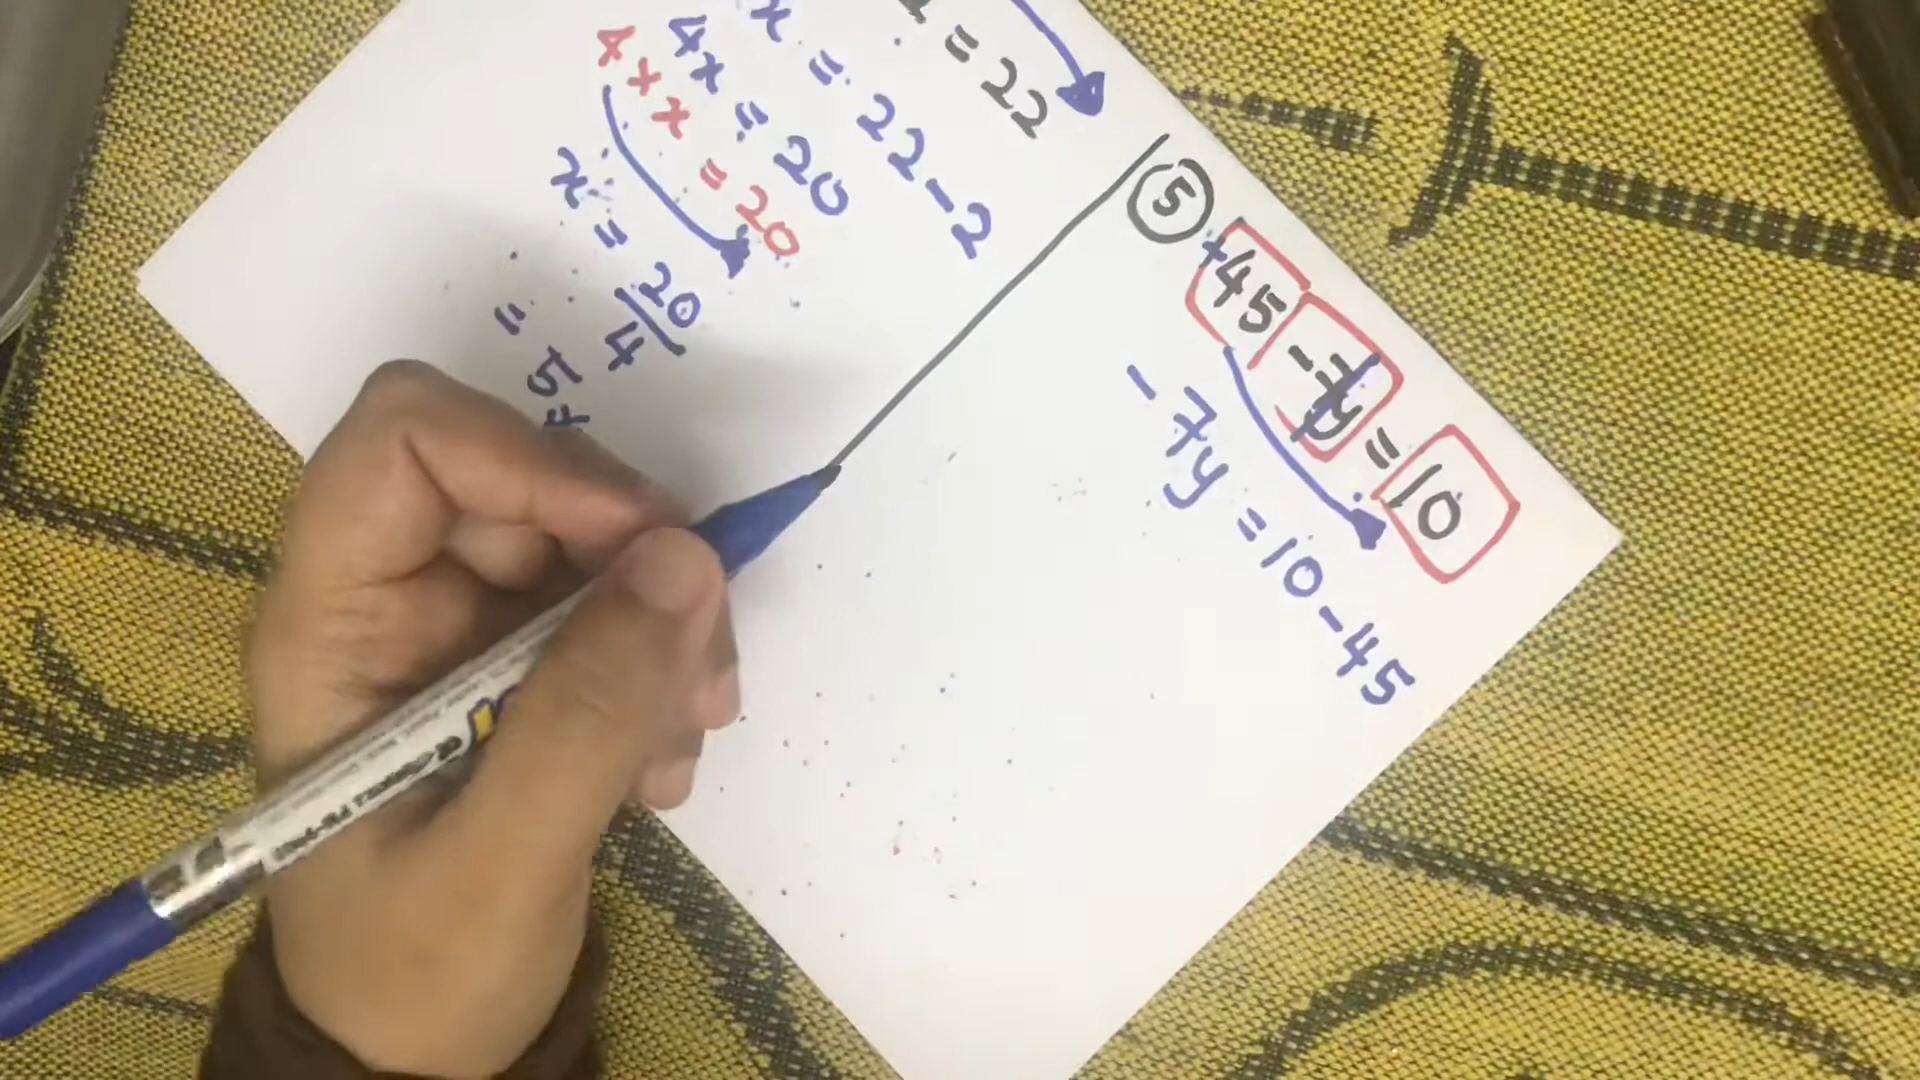 = 22
x = 22 - 2
4x = 20
4 × x = 20
x = 20/4
= 5 #
⑤ +45 - 7y = 10
- 7y = 10 - 45